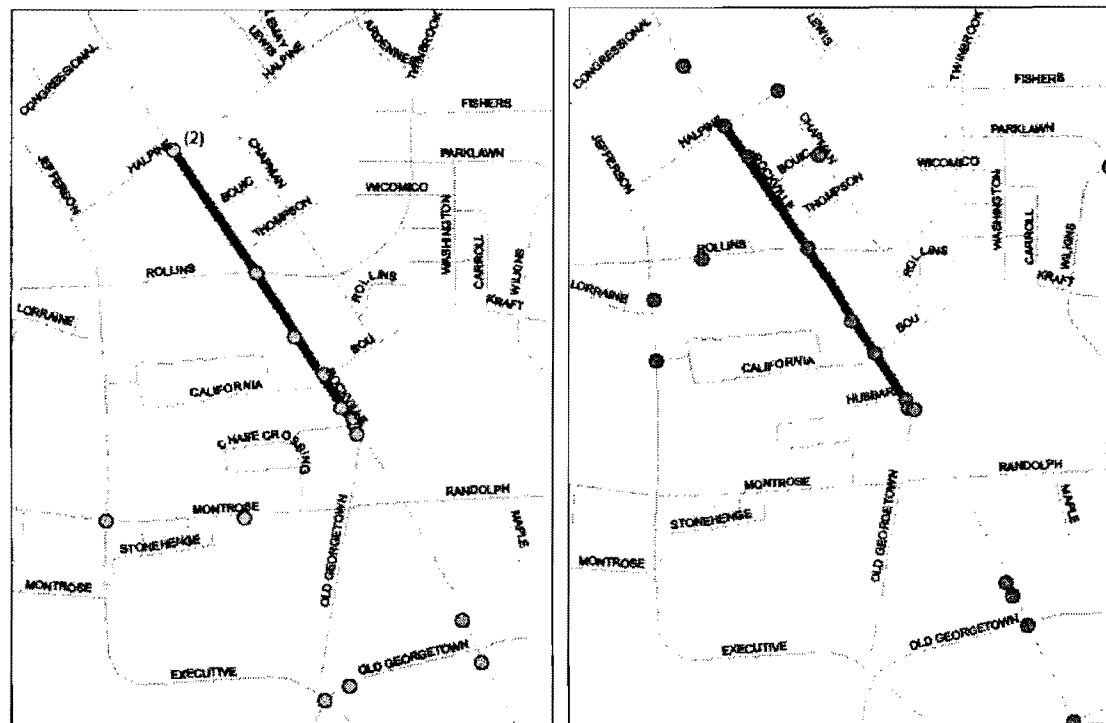 CONGRESSIONAL
LEMAY
LEWIS
HALPINE
ARDENNES
TWINBROOK
FISHERS
HALPINE
(2)
JEFFERSON
CHAPMAN
BOUIC
THOMPSON
PARKLAWN
WICOMICO
WASHINGTON
CARROLL
WILKINS
KRAFT
ROLLINS
ROLLINS
LORRAINE
BOU
CALIFORNIA
ROCKVILLE
CHASE CROSSING
MONTROSE
RANDOLPH
STONEHENGE
MAPLE
MONTROSE
OLD GEORGETOWN
OLD GEORGETOWN
EXECUTIVE
CONGRESSIONAL
LEWIS
TWINBROOK
FISHERS
HALPINE
JEFFERSON
CHAPMAN
BOUIC
ROCKVILLE
THOMPSON
PARKLAWN
WICOMICO
WASHINGTON
CARROLL
WILKINS
KRAFT
ROLLINS
ROLLINS
LORRAINE
BOU
CALIFORNIA
HUBBARD
MONTROSE
RANDOLPH
STONEHENGE
MAPLE
MONTROSE
OLD GEORGETOWN
OLD GEORGETOWN
EXECUTIVE